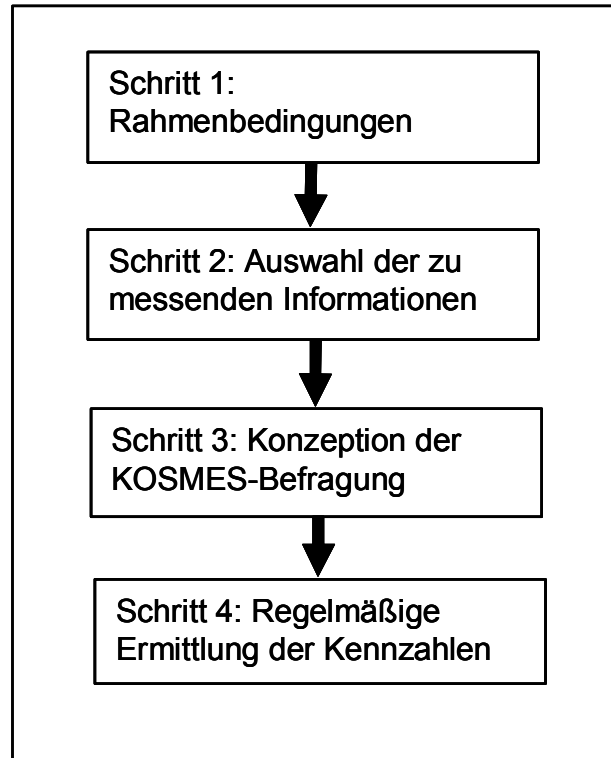 Schritt 1:
Rahmenbedingungen
Schritt 2: Auswahl der zu
messenden Informationen
Schritt 3: Konzeption der
KOSMES-Befragung
Schritt 4: Regelmäßige
Ermittlung der Kennzahlen